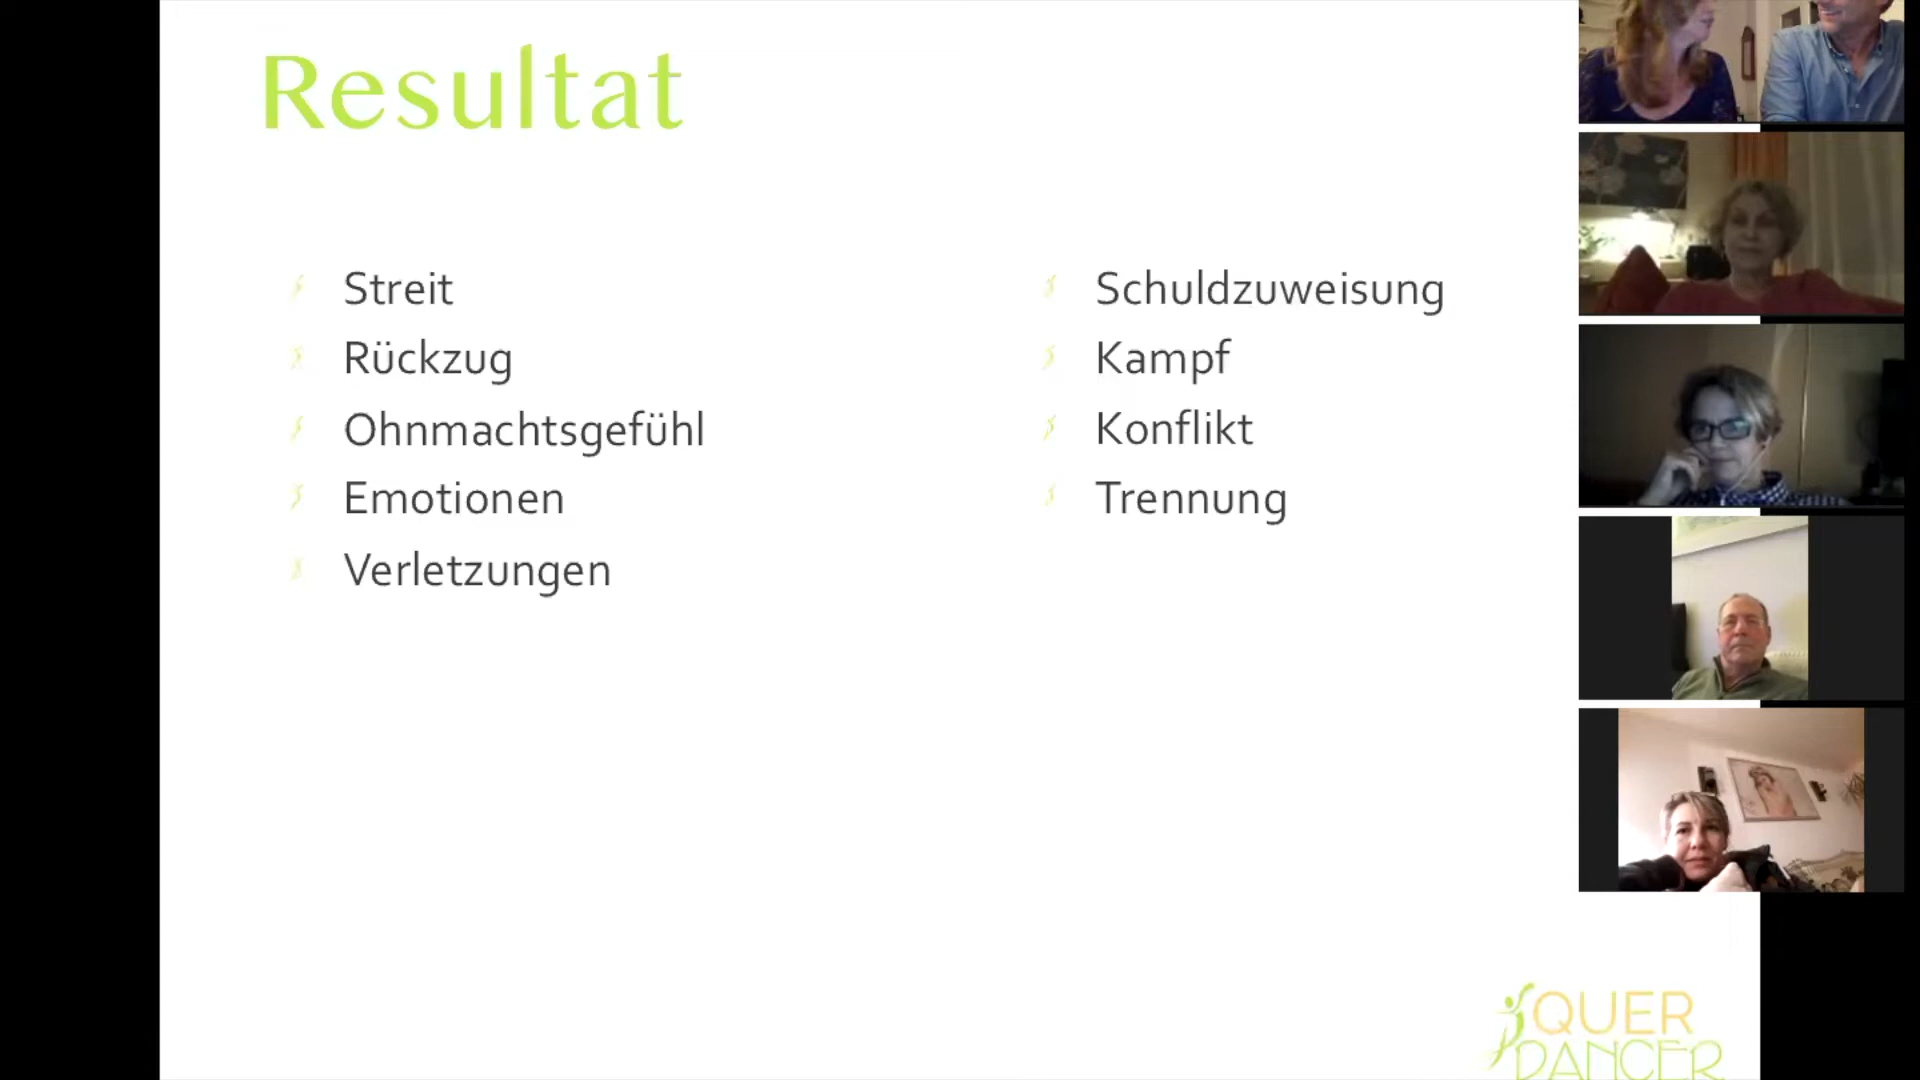 Resultat
Streit
Rückzug
Ohnmachtsgefühl
Emotionen
Verletzungen
Schuldzuweisung
Kampf
Konflikt
Trennung
QUER
DANCER